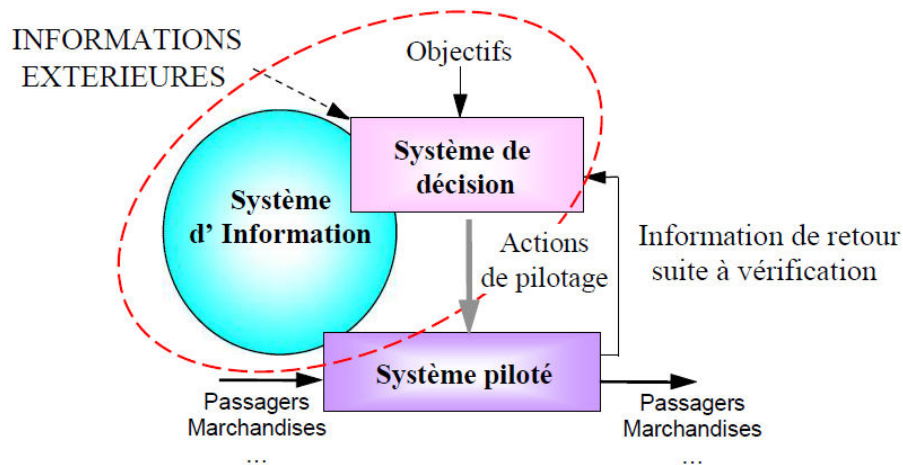 INFORMATIONS
EXTERIEURES
Objectifs
Système de
décision
Système
d’ Information
Actions
de pilotage
Information de retour
suite à vérification
Système piloté
Passagers
Marchandises
...
Passagers
Marchandises
...